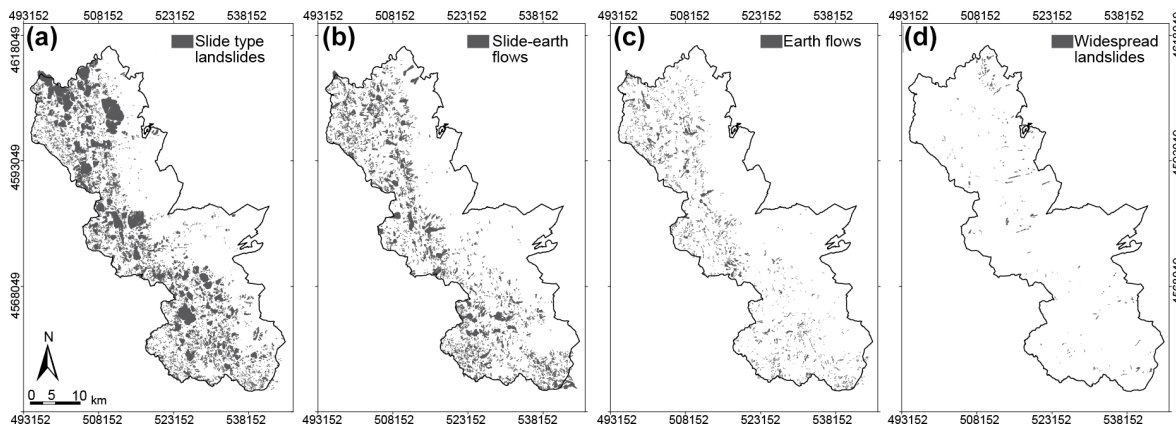 493152 508152 523152 538152 493152 508152 523152 538152 493152 508152 523152 538152 493152 508152 523152 538152
(a) Slide type
landslides
(b) Slide-earth
flows
(c) Earth flows
(d) Widespread
landslides
4618049
4593049
4568049
N
0 5 10 km
493152 508152 523152 538152 493152 508152 523152 538152 493152 508152 523152 538152 493152 508152 523152 538152